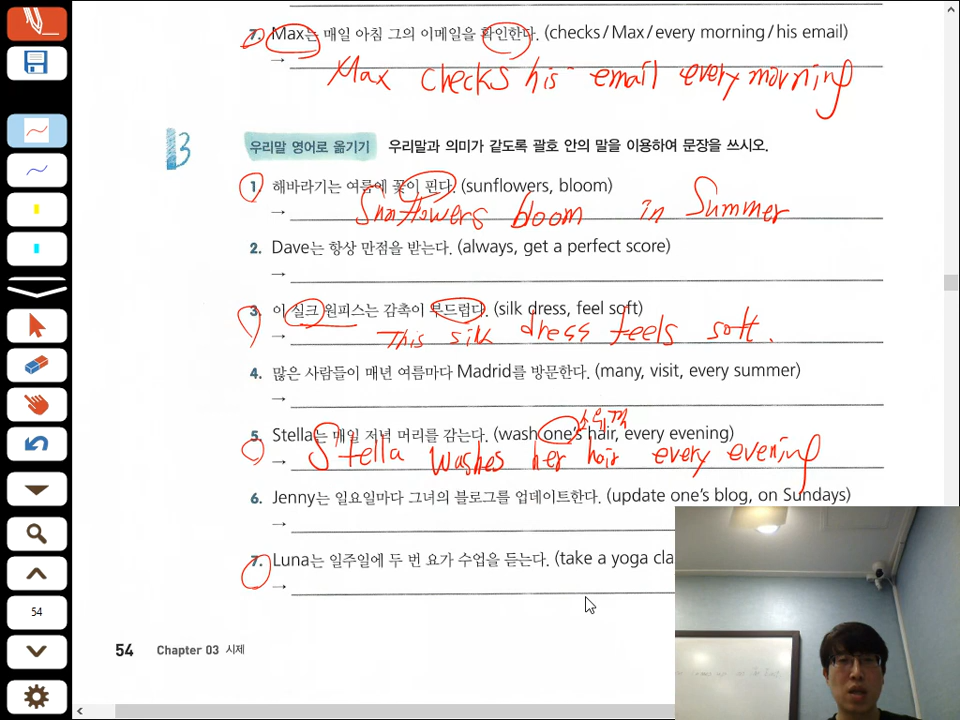 7. Max는 매일 아침 그의 이메일을 확인한다. (checks / Max / every morning / his email)
→ Max checks his email every morning
B 우리말 영어로 옮기기 우리말과 의미가 같도록 괄호 안의 말을 이용하여 문장을 쓰시오.
1. 해바라기는 여름에 꽃이 핀다. (sunflowers, bloom)
→ Sunflowers bloom in Summer
2. Dave는 항상 만점을 받는다. (always, get a perfect score)
→
3. 이 실크 원피스는 감촉이 부드럽다. (silk dress, feel soft)
→ This silk dress feels soft.
4. 많은 사람들이 매년 여름마다 Madrid를 방문한다. (many, visit, every summer)
→
소유격
5. Stella는 매일 저녁 머리를 감는다. (wash one's hair, every evening)
→ Stella washes her hair every evening
6. Jenny는 일요일마다 그녀의 블로그를 업데이트한다. (update one's blog, on Sundays)
→
7. Luna는 일주일에 두 번 요가 수업을 듣는다. (take a yoga cla
→
54
54 Chapter 03 시제